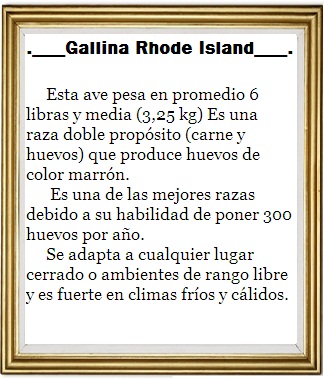 .___Gallina Rhode Island___.
Esta ave pesa en promedio 6
libras y media (3,25 kg) Es una
raza doble propósito (carne y
huevos) que produce huevos de
color marrón.
Es una de las mejores razas
debido a su habilidad de poner 300
huevos por año.
Se adapta a cualquier lugar
cerrado o ambientes de rango libre
y es fuerte en climas fríos y cálidos.